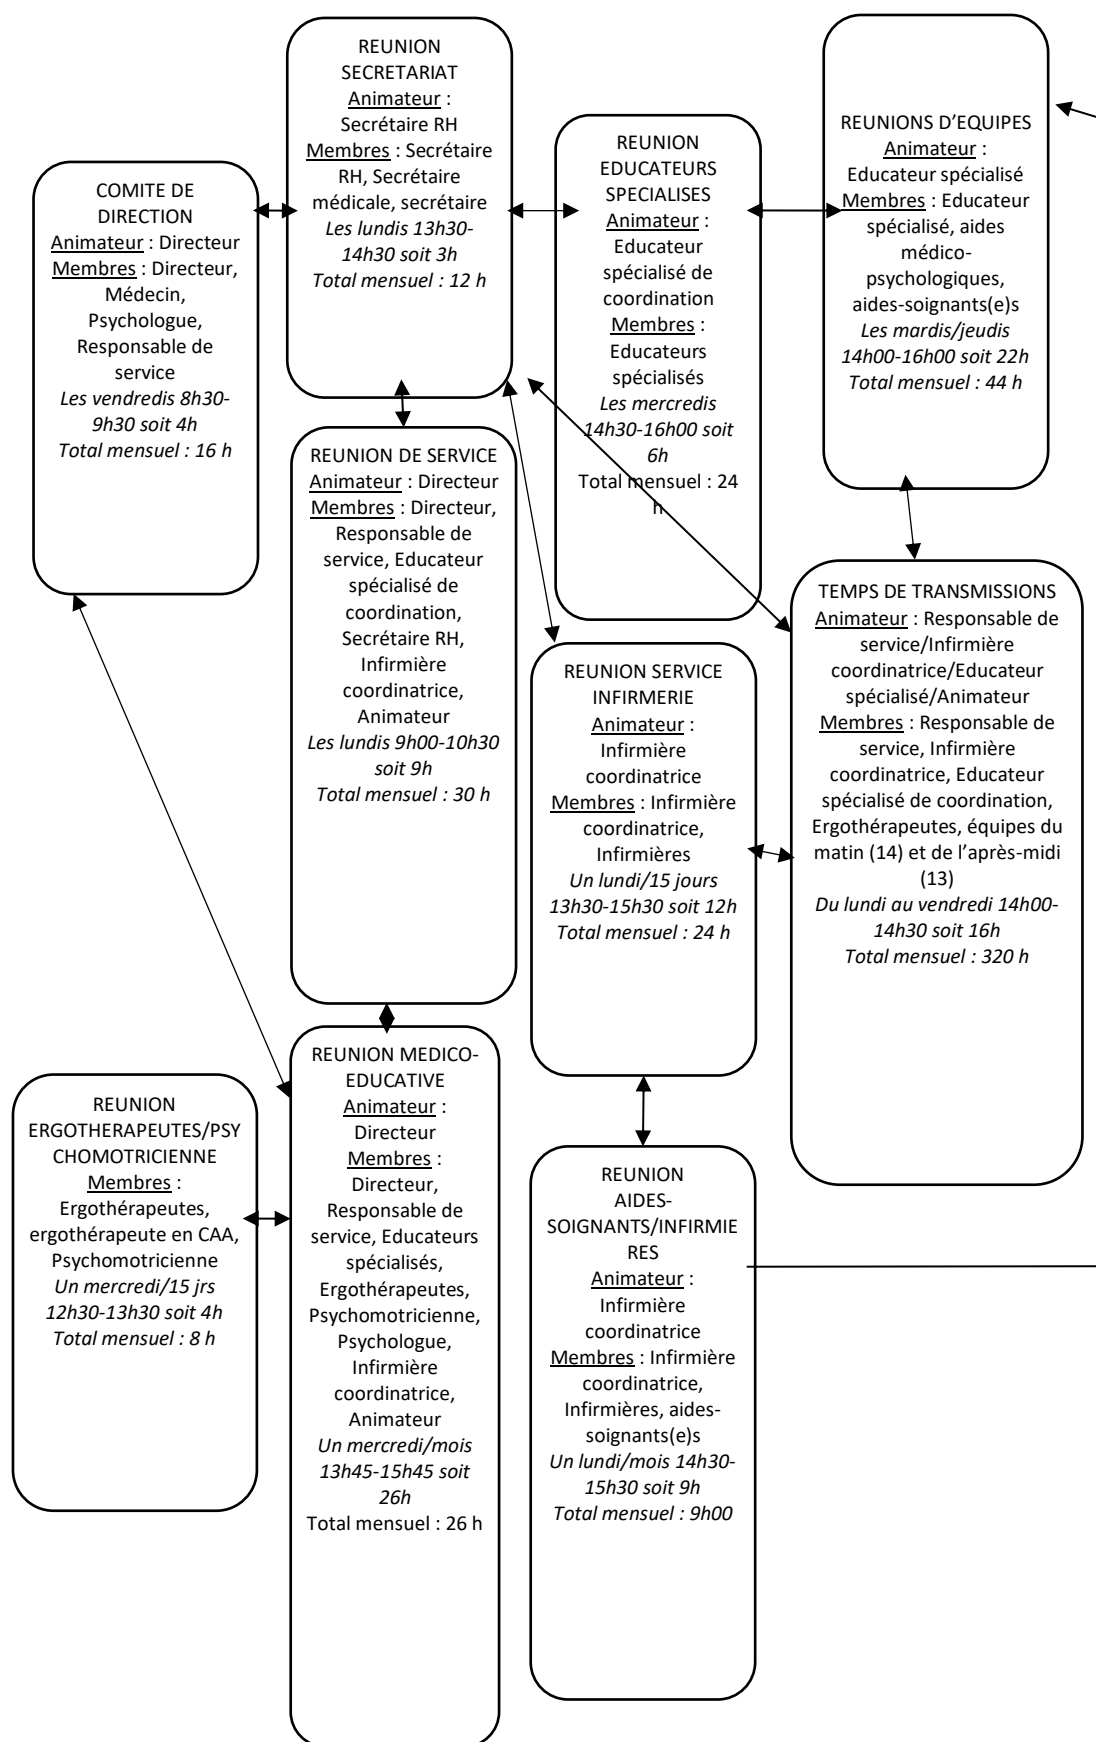 REUNION
SECRETARIAT
Animateur :
Secrétaire RH
Membres : Secrétaire
RH, Secrétaire
médicale, secrétaire
Les lundis 13h30-
14h30 soit 3h
Total mensuel : 12 h
REUNIONS D’EQUIPES
Animateur :
Educateur spécialisé
Membres : Educateur
spécialisé, aides
médico-
psychologiques,
aides-soignants(e)s
Les mardis/jeudis
14h00-16h00 soit 22h
Total mensuel : 44 h
REUNION
EDUCATEURS
SPECIALISES
Animateur :
Educateur
spécialisé de
coordination
Membres :
Educateurs
spécialisés
Les mercredis
14h30-16h00 soit
6h
Total mensuel : 24
h
COMITE DE
DIRECTION
Animateur : Directeur
Membres : Directeur,
Médecin,
Psychologue,
Responsable de
service
Les vendredis 8h30-
9h30 soit 4h
Total mensuel : 16 h
REUNION DE SERVICE
Animateur : Directeur
Membres : Directeur,
Responsable de
service, Educateur
spécialisé de
coordination,
Secrétaire RH,
Infirmière
coordinatrice,
Animateur
Les lundis 9h00-10h30
soit 9h
Total mensuel : 30 h
TEMPS DE TRANSMISSIONS
Animateur : Responsable de
service/Infirmière
coordinatrice/Educateur
spécialisé/Animateur
Membres : Responsable de
service, Infirmière
coordinatrice, Educateur
spécialisé de coordination,
Ergothérapeutes, équipes du
matin (14) et de l’après-midi
(13)
Du lundi au vendredi 14h00-
14h30 soit 16h
Total mensuel : 320 h
REUNION SERVICE
INFIRMERIE
Animateur :
Infirmière
coordinatrice
Membres : Infirmière
coordinatrice,
Infirmières
Un lundi/15 jours
13h30-15h30 soit 12h
Total mensuel : 24 h
REUNION MEDICO-
EDUCATIVE
Animateur :
Directeur
Membres :
Directeur,
Responsable de
service, Educateurs
spécialisés,
Ergothérapeutes,
Psychomotricienne,
Psychologue,
Infirmière
coordinatrice,
Animateur
Un mercredi/mois
13h45-15h45 soit
26h
Total mensuel : 26 h
REUNION
ERGOTHERAPEUTES/PSY
CHOMOTRICIENNE
Membres :
Ergothérapeutes,
ergothérapeute en CAA,
Psychomotricienne
Un mercredi/15 jrs
12h30-13h30 soit 4h
Total mensuel : 8 h
REUNION
AIDES-
SOIGNANTS/INFIRMIE
RES
Animateur :
Infirmière
coordinatrice
Membres : Infirmière
coordinatrice,
Infirmières, aides-
soignants(e)s
Un lundi/mois 14h30-
15h30 soit 9h
Total mensuel : 9h00